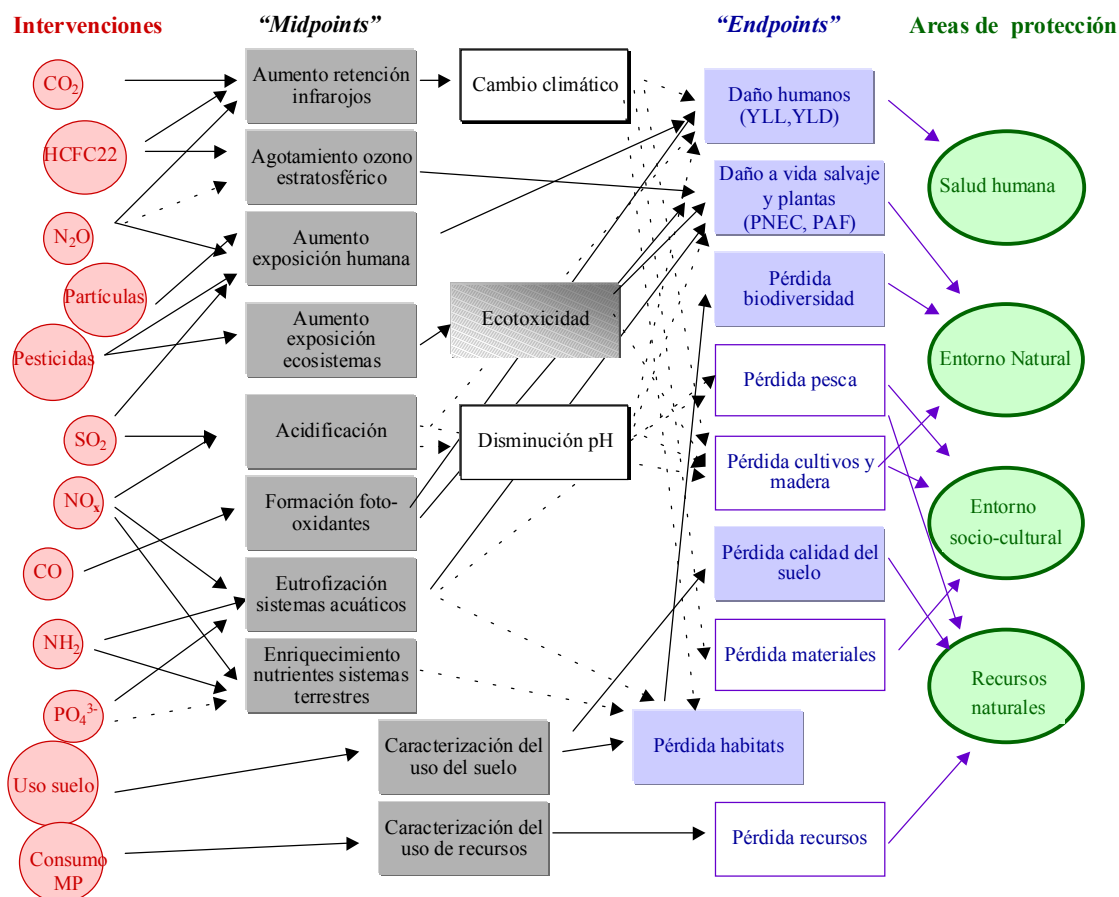 Intervenciones
“Midpoints”
“Endpoints”
Areas de protección
CO2
HCFC22
N2O
Partículas
Pesticidas
SO2
NOx
CO
NH2
PO4 3-
Uso suelo
Consumo
MP
Aumento retención
infrarojos
Agotamiento ozono
estratosférico
Aumento
exposición humana
Aumento
exposición
ecosistemas
Acidificación
Formación foto-
oxidantes
Eutrofización
sistemas acuáticos
Enriquecimiento
nutrientes sistemas
terrestres
Caracterización del
uso del suelo
Caracterización del
uso de recursos
Cambio climático
Ecotoxicidad
Disminución pH
Daño humanos
(YLL,YLD)
Daño a vida salvaje
y plantas
(PNEC, PAF)
Pérdida
biodiversidad
Pérdida pesca
Pérdida cultivos y
madera
Pérdida calidad del
suelo
Pérdida materiales
Pérdida habitats
Pérdida recursos
Salud humana
Entorno Natural
Entorno
socio-cultural
Recursos
naturales